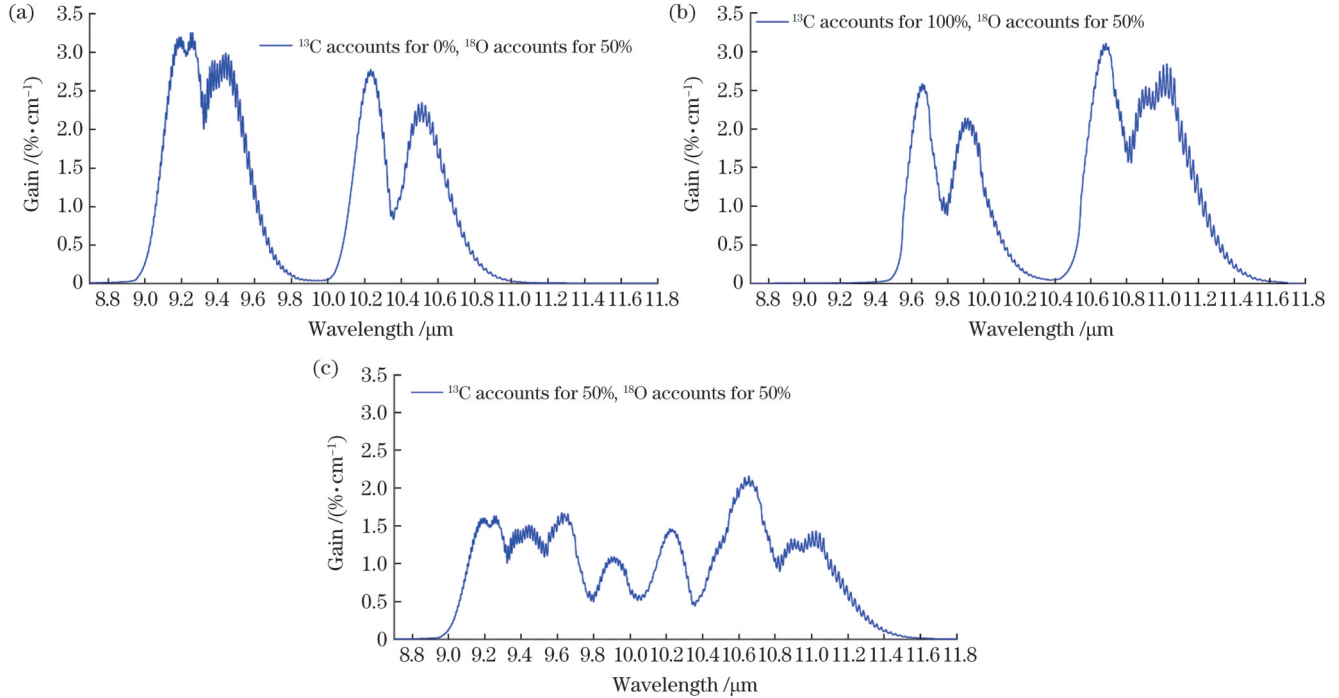 (a)
3.5
3.0
2.5
2.0
1.5
1.0
0.5
0
Gain /(%·cm⁻¹)
¹³C accounts for 0%, ¹⁸O accounts for 50%
8.8 9.0 9.2 9.4 9.6 9.8 10.0 10.2 10.4 10.6 10.8 11.0 11.2 11.4 11.6 11.8
Wavelength /μm
(b)
3.5
3.0
2.5
2.0
1.5
1.0
0.5
0
Gain /(%·cm⁻¹)
¹³C accounts for 100%, ¹⁸O accounts for 50%
8.8 9.0 9.2 9.4 9.6 9.8 10.0 10.2 10.4 10.6 10.8 11.0 11.2 11.4 11.6 11.8
Wavelength /μm
(c)
3.5
3.0
2.5
2.0
1.5
1.0
0.5
0
Gain /(%·cm⁻¹)
¹³C accounts for 50%, ¹⁸O accounts for 50%
8.8 9.0 9.2 9.4 9.6 9.8 10.0 10.2 10.4 10.6 10.8 11.0 11.2 11.4 11.6 11.8
Wavelength /μm